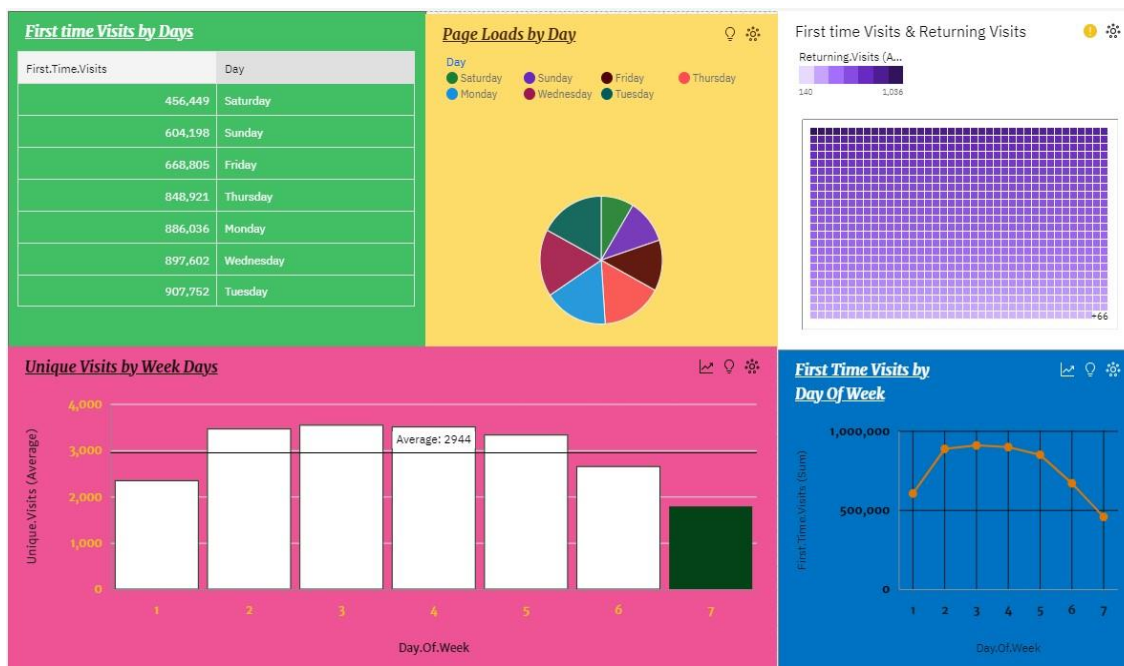 First time Visits by Days
First.Time.Visits Day
456,449 Saturday
604,198 Sunday
668,805 Friday
848,921 Thursday
886,036 Monday
897,602 Wednesday
907,752 Tuesday
Page Loads by Day
Day
Saturday Sunday Friday Thursday
Monday Wednesday Tuesday
First time Visits & Returning Visits
Returning.Visits (A...
140 1,036
+66
Unique Visits by Week Days
Unique.Visits (Average)
4,000
3,000
2,000
1,000
0
Average: 2944
1 2 3 4 5 6 7
Day.Of.Week
First Time Visits by
Day Of Week
First.Time.Visits (Sum)
1,000,000
500,000
0
1 2 3 4 5 6 7
Day.Of.Week